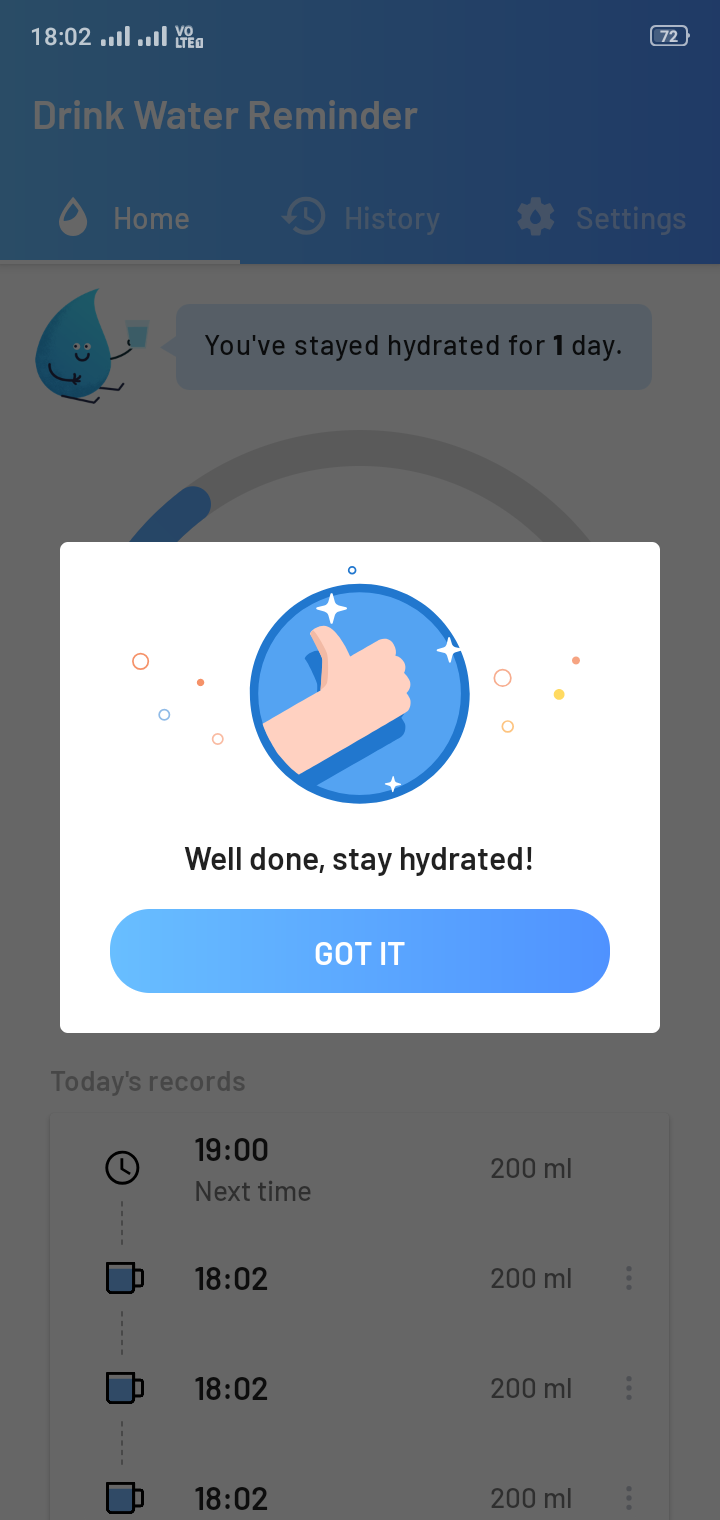 18:02 VO LTE 1 72
Drink Water Reminder
Home History Settings
You've stayed hydrated for 1 day.
Well done, stay hydrated!
GOT IT
Today's records
19:00
Next time
200 ml
18:02 200 ml
18:02 200 ml
18:02 200 ml